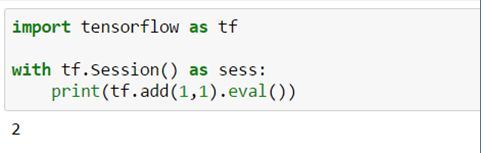 import tensorflow as tf
with tf.Session() as sess:
    print(tf.add(1,1).eval())
2